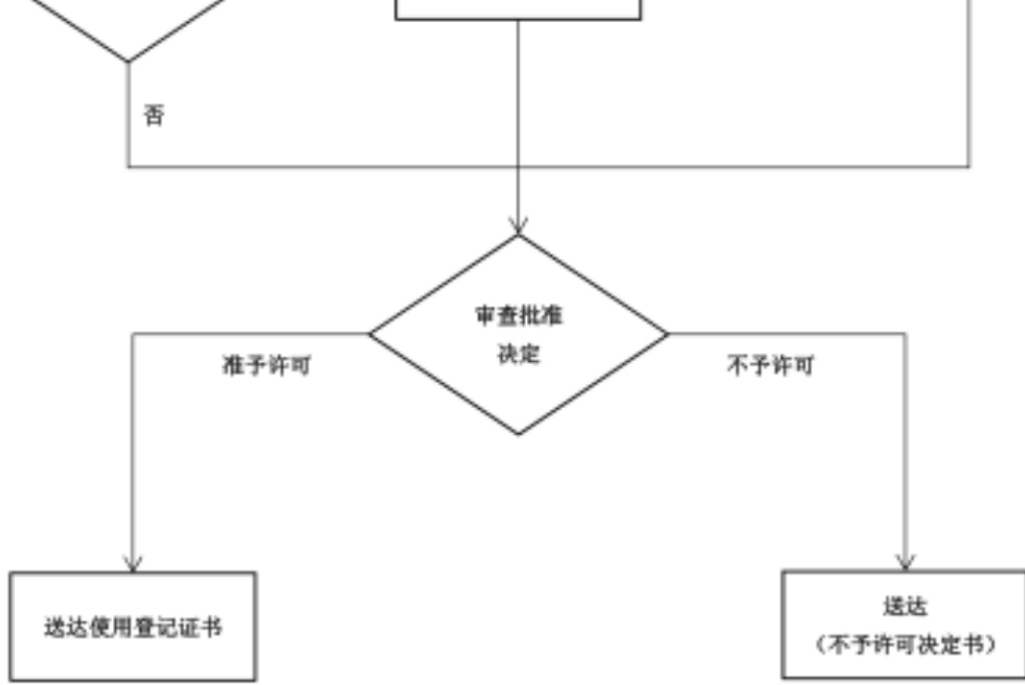 否
审查批准
决定
准予许可
不予许可
送达使用登记证书
送达
（不予许可决定书）